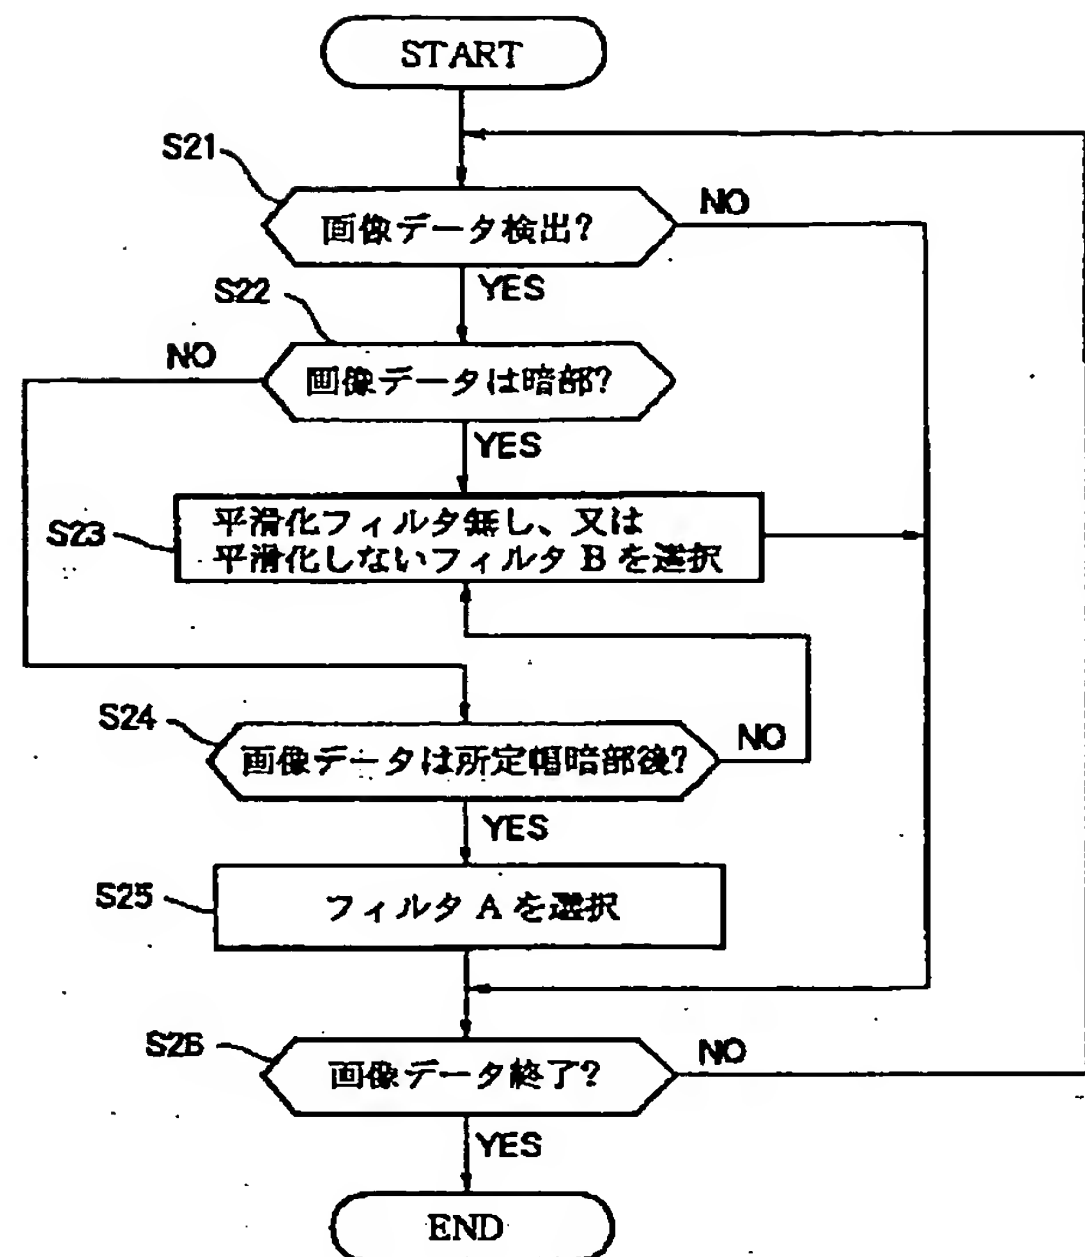 START
S21
画像データ検出?
NO
YES
S22
NO
画像データは暗部?
YES
S23
平滑化フィルタ無し、又は
平滑化しないフィルタ B を選択
S24
画像データは所定幅暗部後?
NO
YES
S25
フィルタ A を選択
S26
画像データ終了?
NO
YES
END